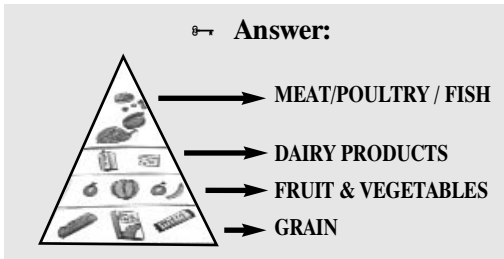 Answer:
MEAT/POULTRY / FISH
DAIRY PRODUCTS
FRUIT & VEGETABLES
GRAIN